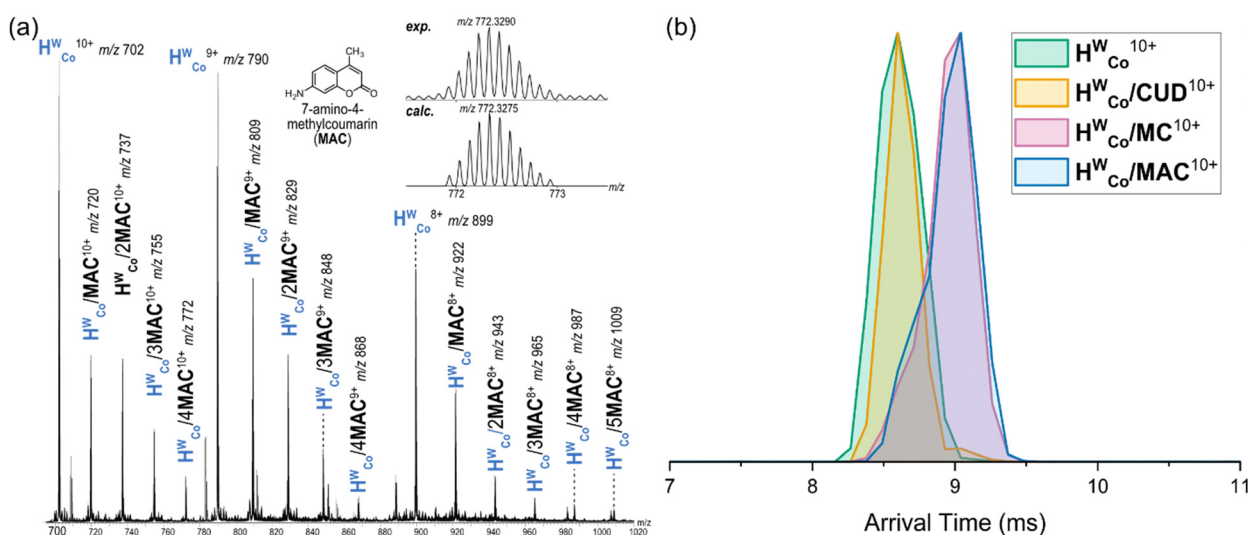 (a)
H^W_Co^10+ m/z 702
H^W_Co^9+ m/z 790
CH3
H2N
O
O
7-amino-4-
methylcoumarin
(MAC)
exp.
m/z 772.3290
calc.
m/z 772.3275
772
773
m/z
H^W_Co/MAC^10+ m/z 720
H^W_Co/2MAC^10+ m/z 737
H^W_Co/3MAC^10+ m/z 755
H^W_Co/4MAC^10+ m/z 772
H^W_Co/MAC^9+ m/z 809
H^W_Co/2MAC^9+ m/z 829
H^W_Co/3MAC^9+ m/z 848
H^W_Co/4MAC^9+ m/z 868
H^W_Co^8+ m/z 899
H^W_Co/MAC^8+ m/z 922
H^W_Co/2MAC^8+ m/z 943
H^W_Co/3MAC^8+ m/z 965
H^W_Co/4MAC^8+ m/z 987
H^W_Co/5MAC^8+ m/z 1009
700 720 740 760 780 800 820 840 860 880 900 920 940 960 980 1000 1020
m/z
(b)
H^W_Co^10+
H^W_Co/CUD^10+
H^W_Co/MC^10+
H^W_Co/MAC^10+
7 8 9 10 11
Arrival Time (ms)